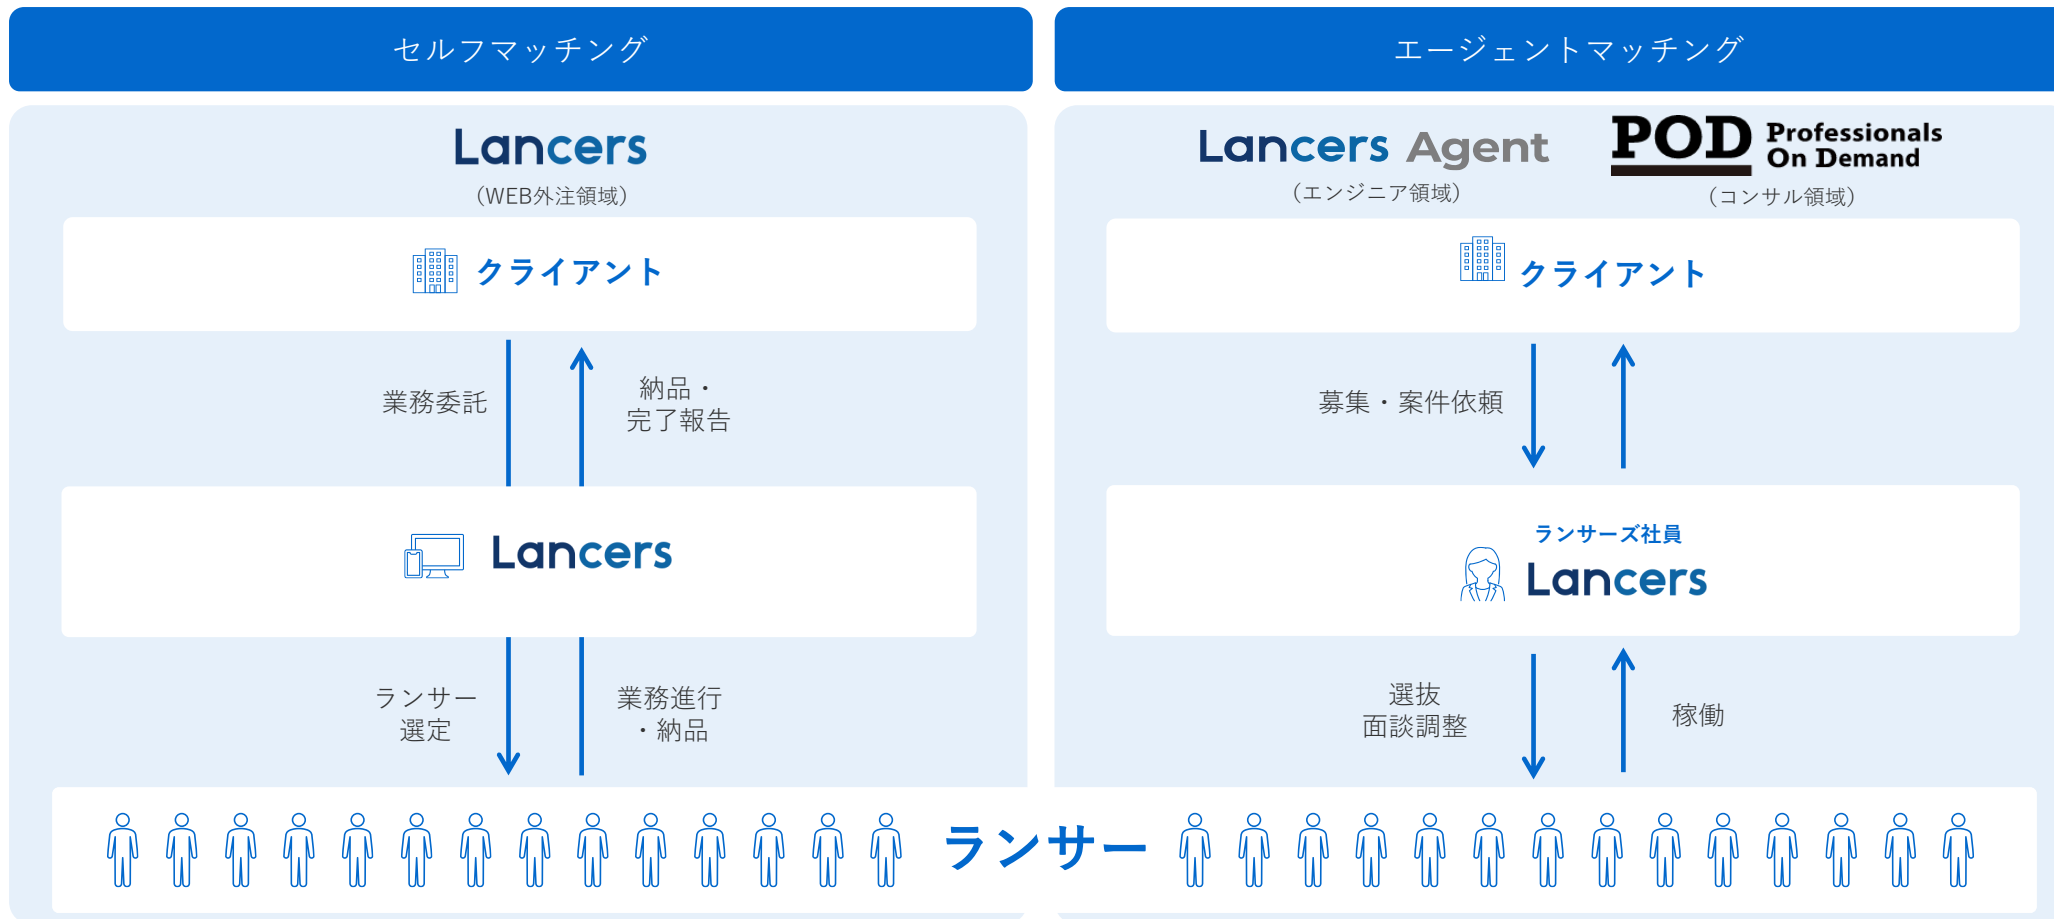 セルフマッチング
Lancers
（WEB外注領域）
クライアント
業務委託
納品・
完了報告
Lancers
ランサー
選定
業務進行
・納品
エージェントマッチング
Lancers Agent
（エンジニア領域）
POD Professionals
On Demand
（コンサル領域）
クライアント
募集・案件依頼
ランサーズ社員
Lancers
選抜
面談調整
稼働
ランサー